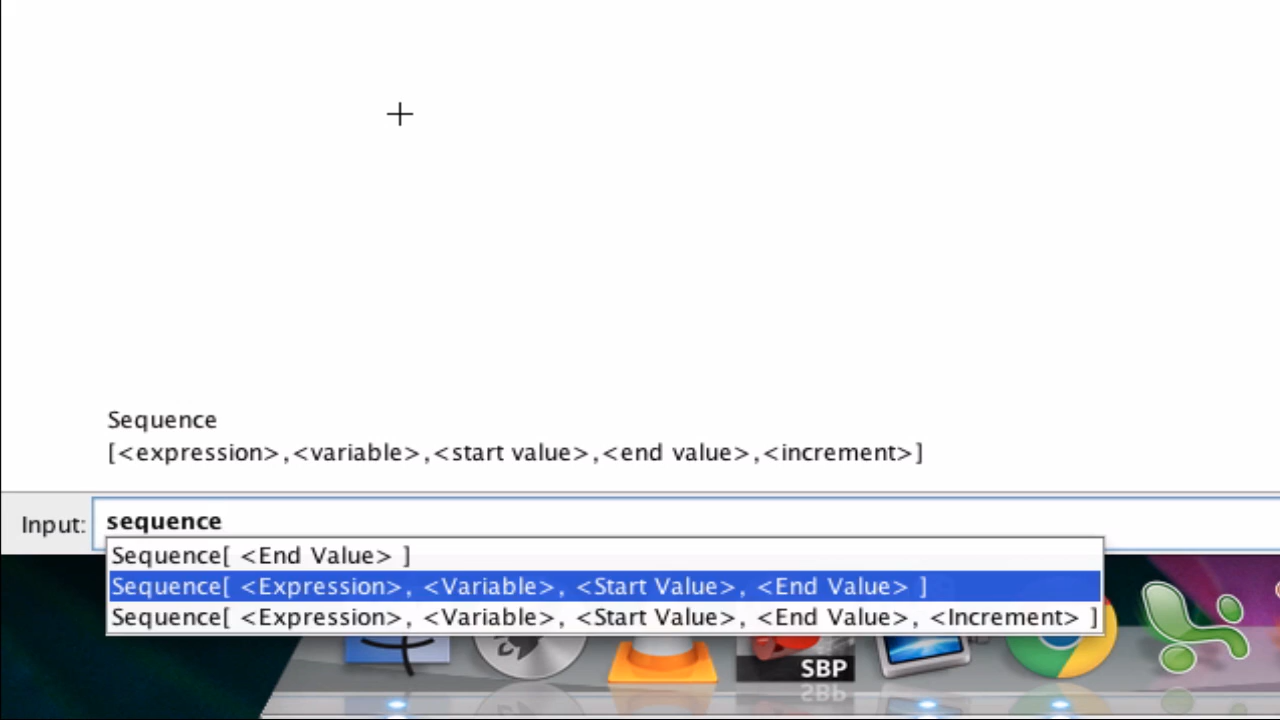 Sequence
[<expression>,<variable>,<start value>,<end value>,<increment>]
Input: sequence
Sequence[ <End Value> ]
Sequence[ <Expression>, <Variable>, <Start Value>, <End Value> ]
Sequence[ <Expression>, <Variable>, <Start Value>, <End Value>, <Increment> ]
SBP